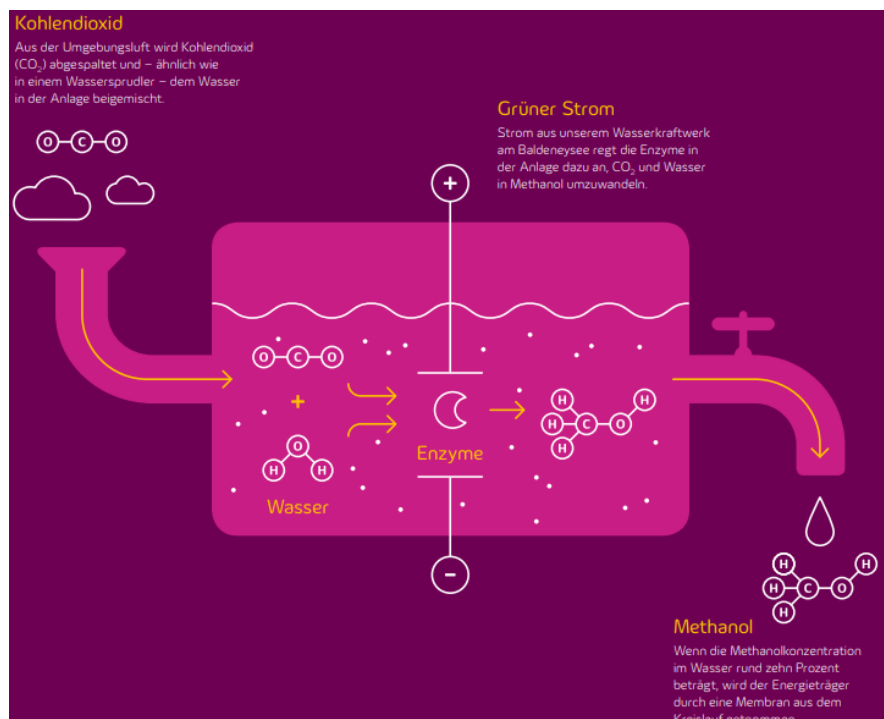 Kohlendioxid
Aus der Umgebungsluft wird Kohlendioxid
(CO₂) abgespaltet und – ähnlich wie
in einem Wassersprudler – dem Wasser
in der Anlage beigemischt.
O C O
Grüner Strom
Strom aus unserem Wasserkraftwerk
am Baldeneysee regt die Enzyme in
der Anlage dazu an, CO₂ und Wasser
in Methanol umzuwandeln.
+
O C O
+
O
H H
Wasser
Enzyme
H H
H C O
H
–
H H
H C O
H
Methanol
Wenn die Methanolkonzentration
im Wasser rund zehn Prozent
beträgt, wird der Energieträger
durch eine Membran aus dem